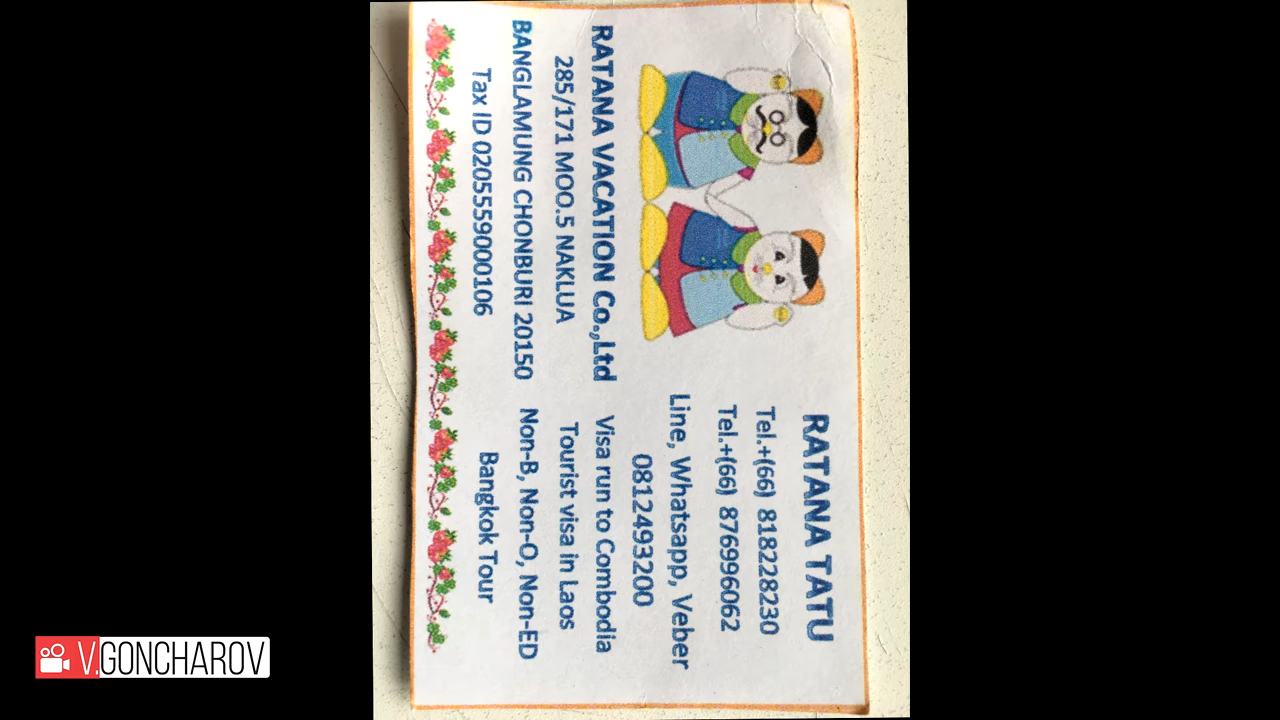 RATANA TATU
Tel.+(66) 818228230
Tel.+(66) 876996062
Line, Whatsapp, Veber
0812493200
RATANA VACATION Co.,Ltd
285/171 MOO.5 NAKLUA
BANGLAMUNG CHONBURI 20150
Tax ID 0205559000106
Visa run to Combodia
Tourist visa in Laos
Non-B, Non-O, Non-ED
Bangkok Tour
V.GONCHAROV